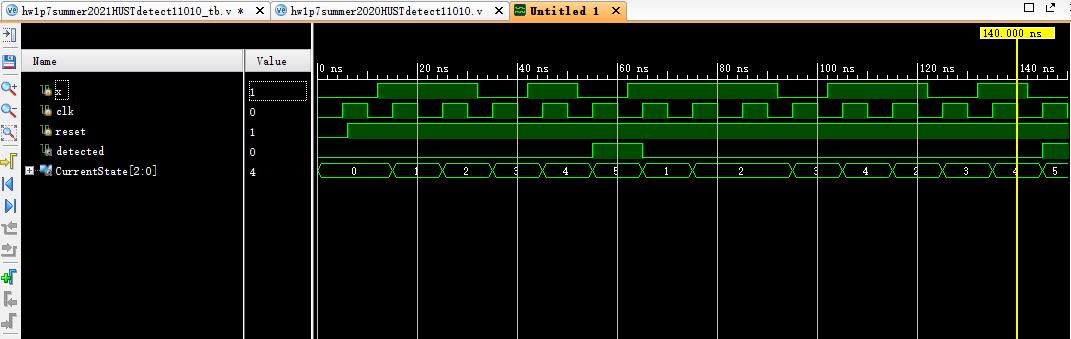 hw1p7summer2021HUSTdetect11010_tb.v * hw1p7summer2020HUSTdetect11010.v Untitled 1
140.000 ns
Name Value
0 ns 20 ns 40 ns 60 ns 80 ns 100 ns 120 ns 140 ns
x 1
clk 0
reset 1
detected 0
CurrentState[2:0] 4 0 1 2 3 4 5 1 2 3 4 2 3 4 5